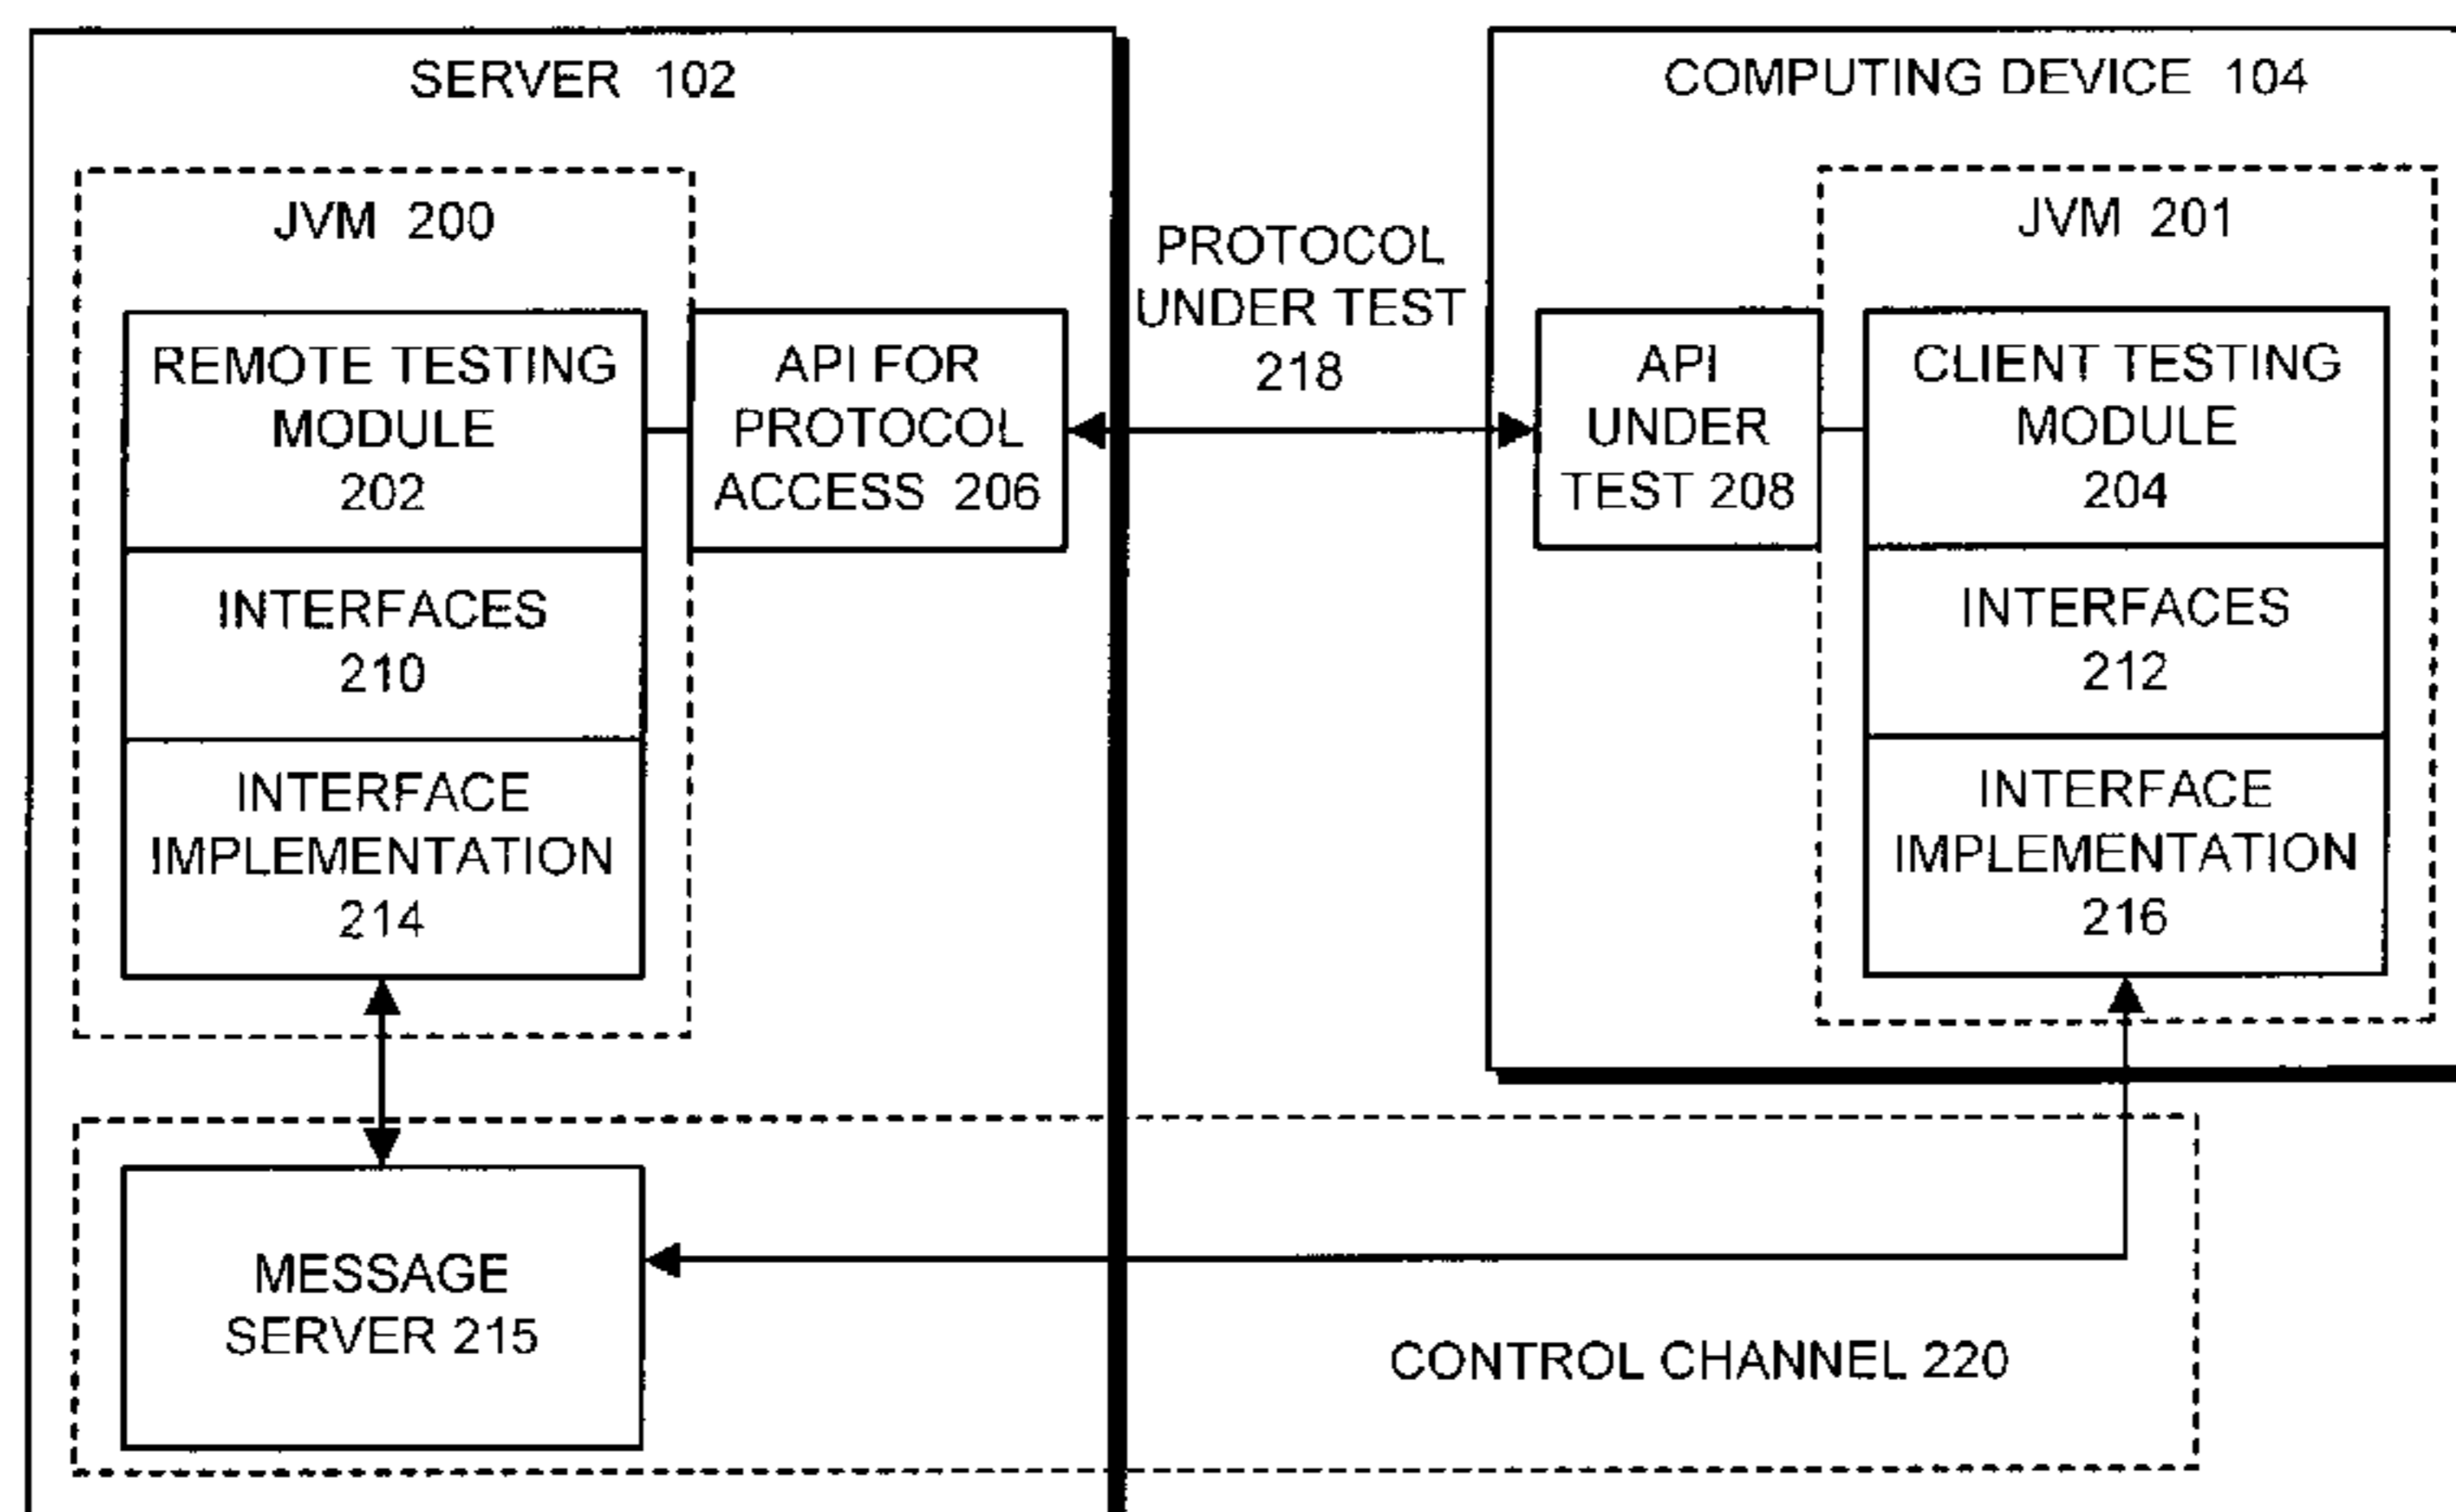 SERVER 102
JVM 200
REMOTE TESTING
MODULE
202
INTERFACES
210
INTERFACE
IMPLEMENTATION
214
API FOR
PROTOCOL
ACCESS 206
PROTOCOL
UNDER TEST
218
COMPUTING DEVICE 104
API
UNDER
TEST 208
JVM 201
CLIENT TESTING
MODULE
204
INTERFACES
212
INTERFACE
IMPLEMENTATION
216
MESSAGE
SERVER 215
CONTROL CHANNEL 220